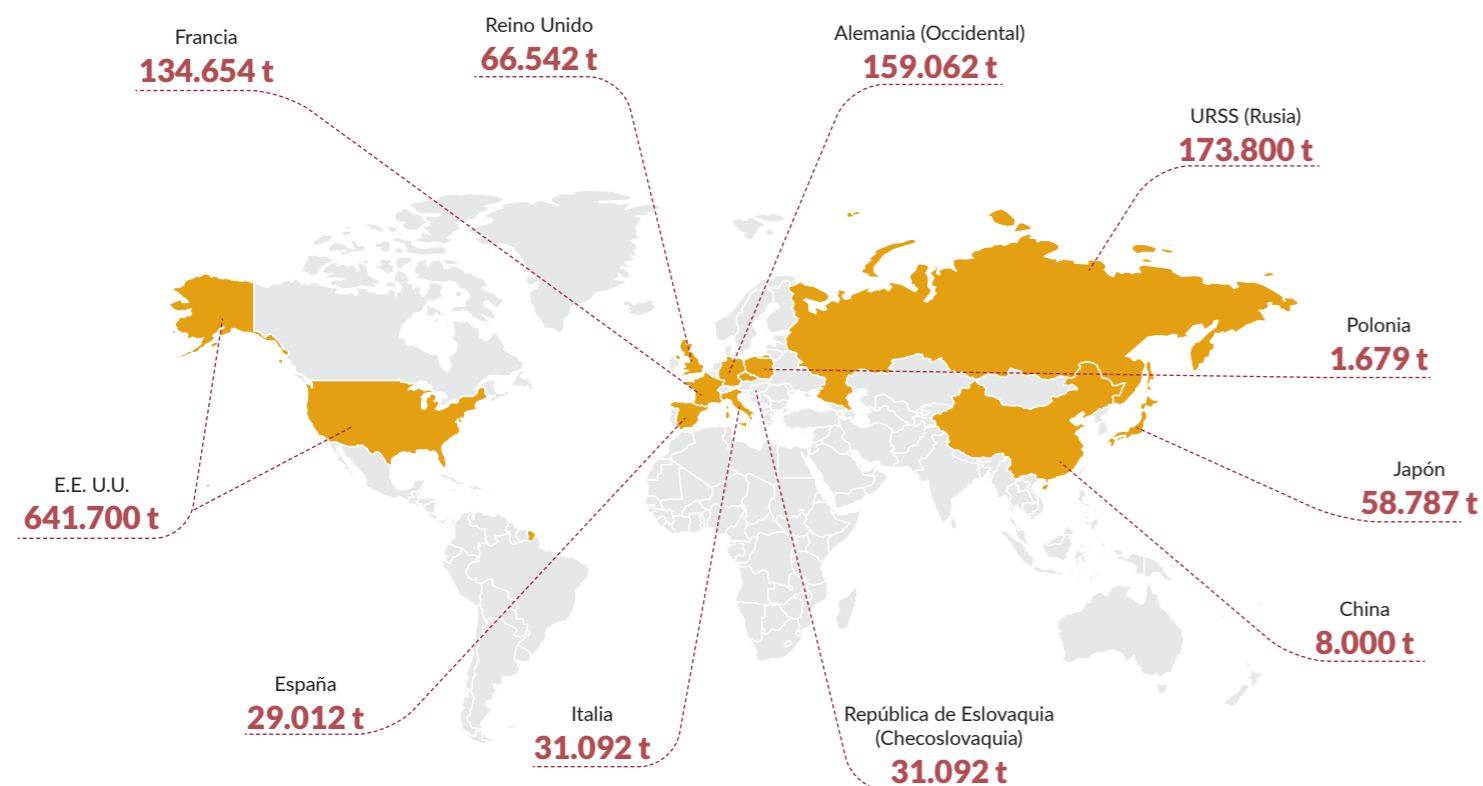 Francia
134.654 t
Reino Unido
66.542 t
Alemania (Occidental)
159.062 t
URSS (Rusia)
173.800 t
Polonia
1.679 t
Japón
58.787 t
E.E. U.U.
641.700 t
China
8.000 t
España
29.012 t
Italia
31.092 t
República de Eslovaquia
(Checoslovaquia)
31.092 t